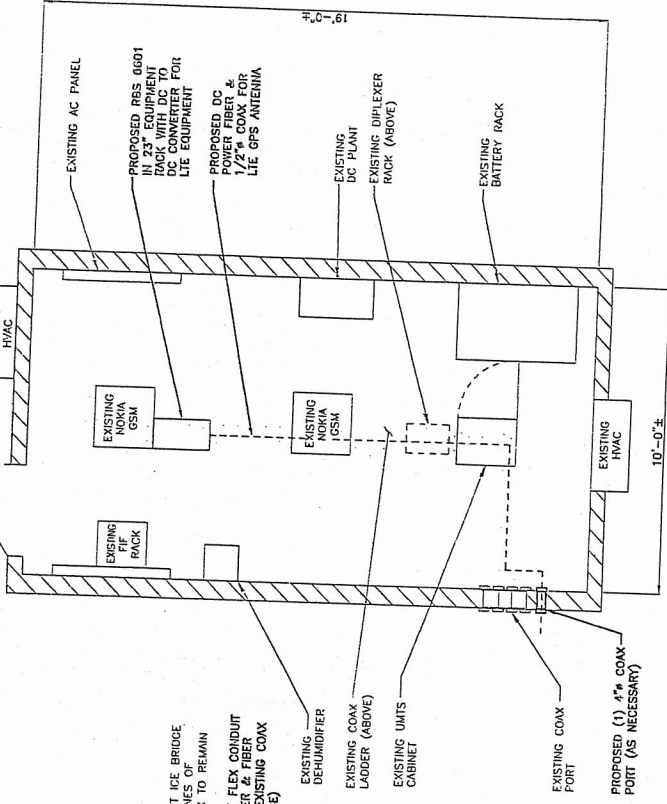 HVAC
EXISTING AC PANEL
PROPOSED RBS 6601
IN 23" EQUIPMENT
RACK WITH DC TO
DC CONVERTER FOR
LTE EQUIPMENT
PROPOSED DC
POWER FIBER &
1/2"ø COAX FOR
LTE GPS ANTENNA
EXISTING
DC PLANT
EXISTING DIPLEXER
RACK (ABOVE)
EXISTING
BATTERY RACK
19'-0"±
EXISTING
NOKIA
GSM
EXISTING
NOKIA
GSM
EXISTING
FIF
RACK
EXISTING
HVAC
10'-0"±
T ICE BRIDGE
NES OF
TO REMAIN
FLEX CONDUIT
ER & FIBER
EXISTING COAX
EXISTING
DEHUMIDIFIER
EXISTING COAX
LADDER (ABOVE)
EXISTING UMTS
CABINET
EXISTING COAX
PORT
PROPOSED (1) 4"ø COAX
PORT (AS NECESSARY)